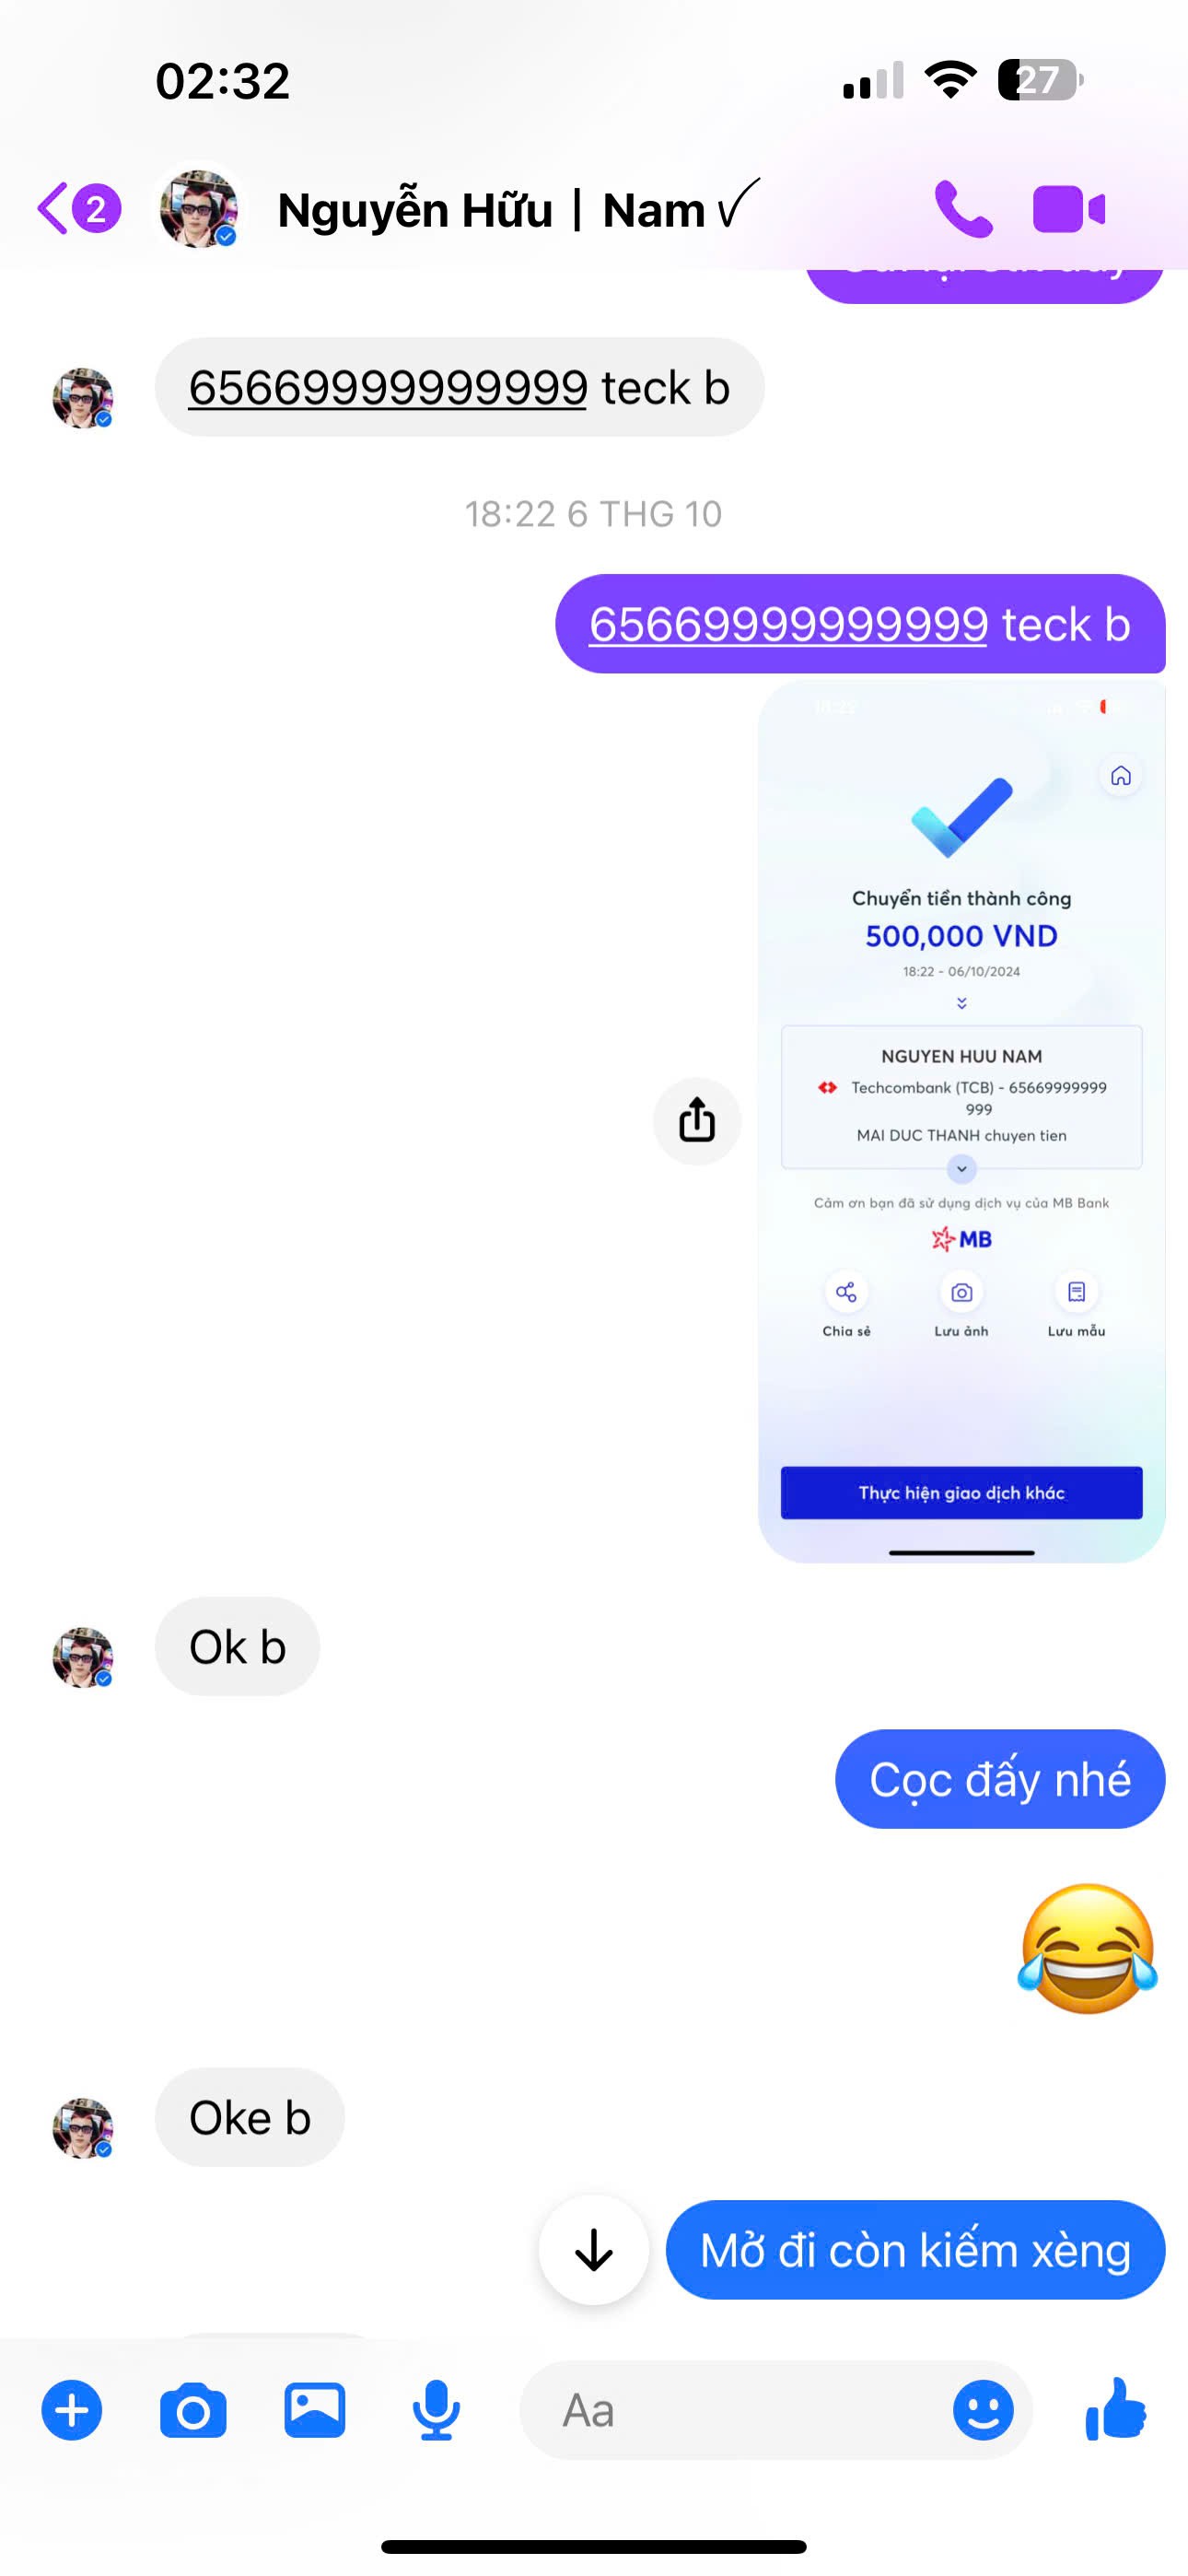 02:32
27
2
Nguyễn Hữu | Nam ✓
65669999999999 teck b
18:22 6 THG 10
65669999999999 teck b
Chuyển tiền thành công
500,000 VND
18:22 - 06/10/2024
NGUYEN HUU NAM
Techcombank (TCB) - 65669999999
999
MAI DUC THANH chuyen tien
Cảm ơn bạn đã sử dụng dịch vụ của MB Bank
MB
Chia sẻ
Lưu ảnh
Lưu mẫu
Thực hiện giao dịch khác
Ok b
Cọc đấy nhé
Oke b
Mở đi còn kiếm xèng
Aa